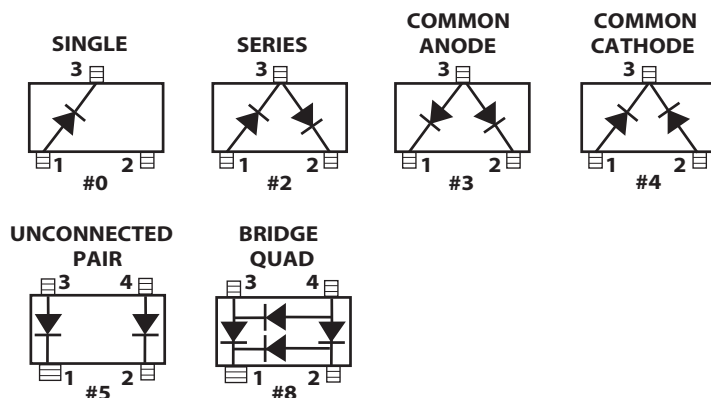 SINGLE
3
1 2
#0
SERIES
3
1 2
#2
COMMON
ANODE
3
1 2
#3
COMMON
CATHODE
3
1 2
#4
UNCONNECTED
PAIR
3 4
1 2
#5
BRIDGE
QUAD
3 4
1 2
#8